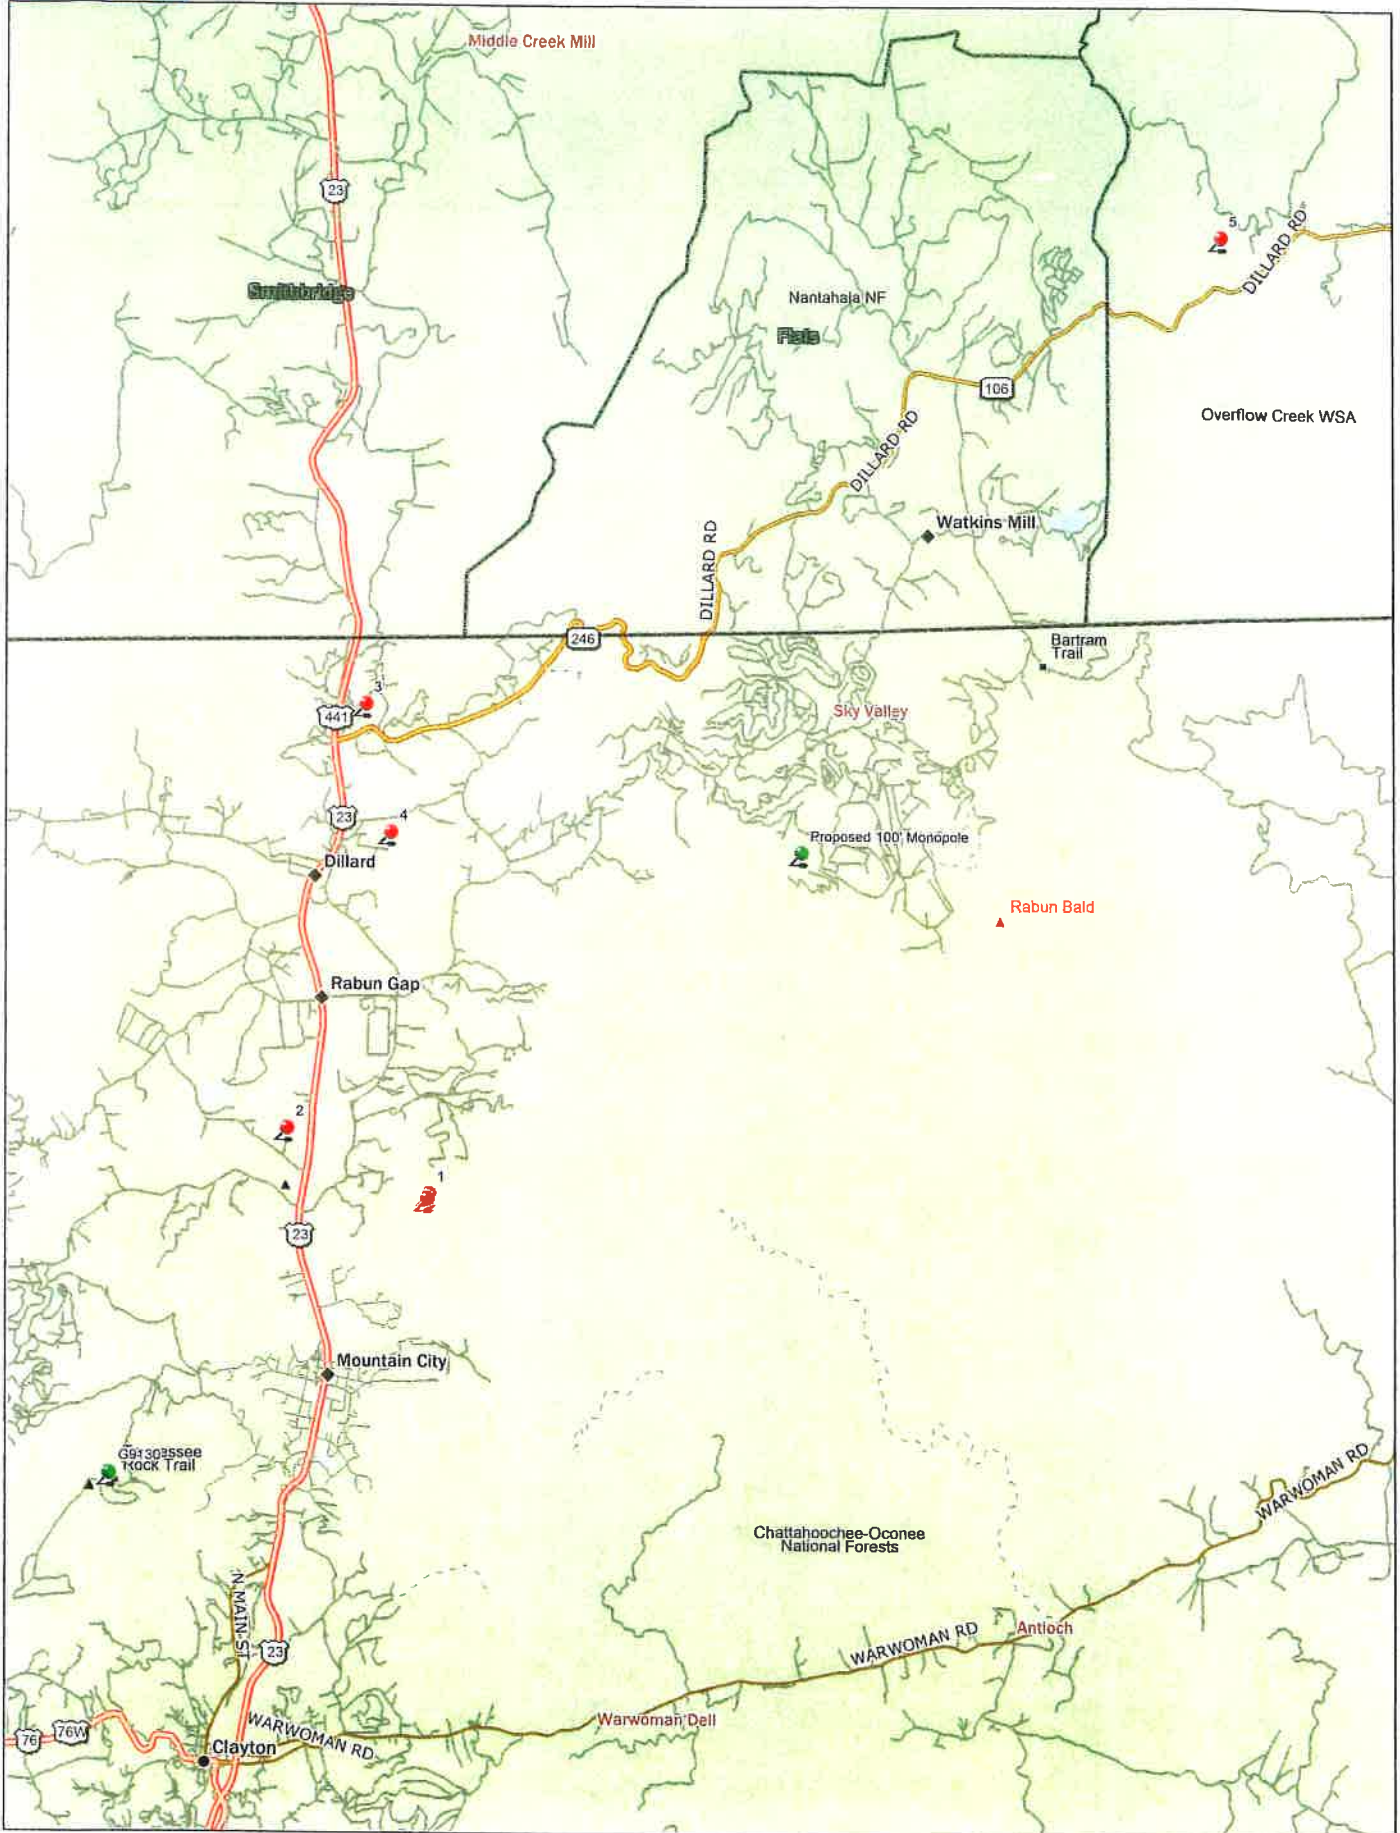 Middle Creek Mill
23
5
DILLARD RD
Smithbridge
Nantahala NF
Flats
106
Overflow Creek WSA
DILLARD RD
Watkins Mill
DILLARD RD
246
Bartram
Trail
3
441
Sky Valley
23
4
Proposed 100' Monopole
Dillard
Rabun Bald
Rabun Gap
2
1
23
Mountain City
Rock Trail
WARWOMAN RD
Chattahoochee-Oconee
National Forests
N MAIN ST
23
WARWOMAN RD
Antioch
Warwoman Dell
76
76W
WARWOMAN RD
Clayton